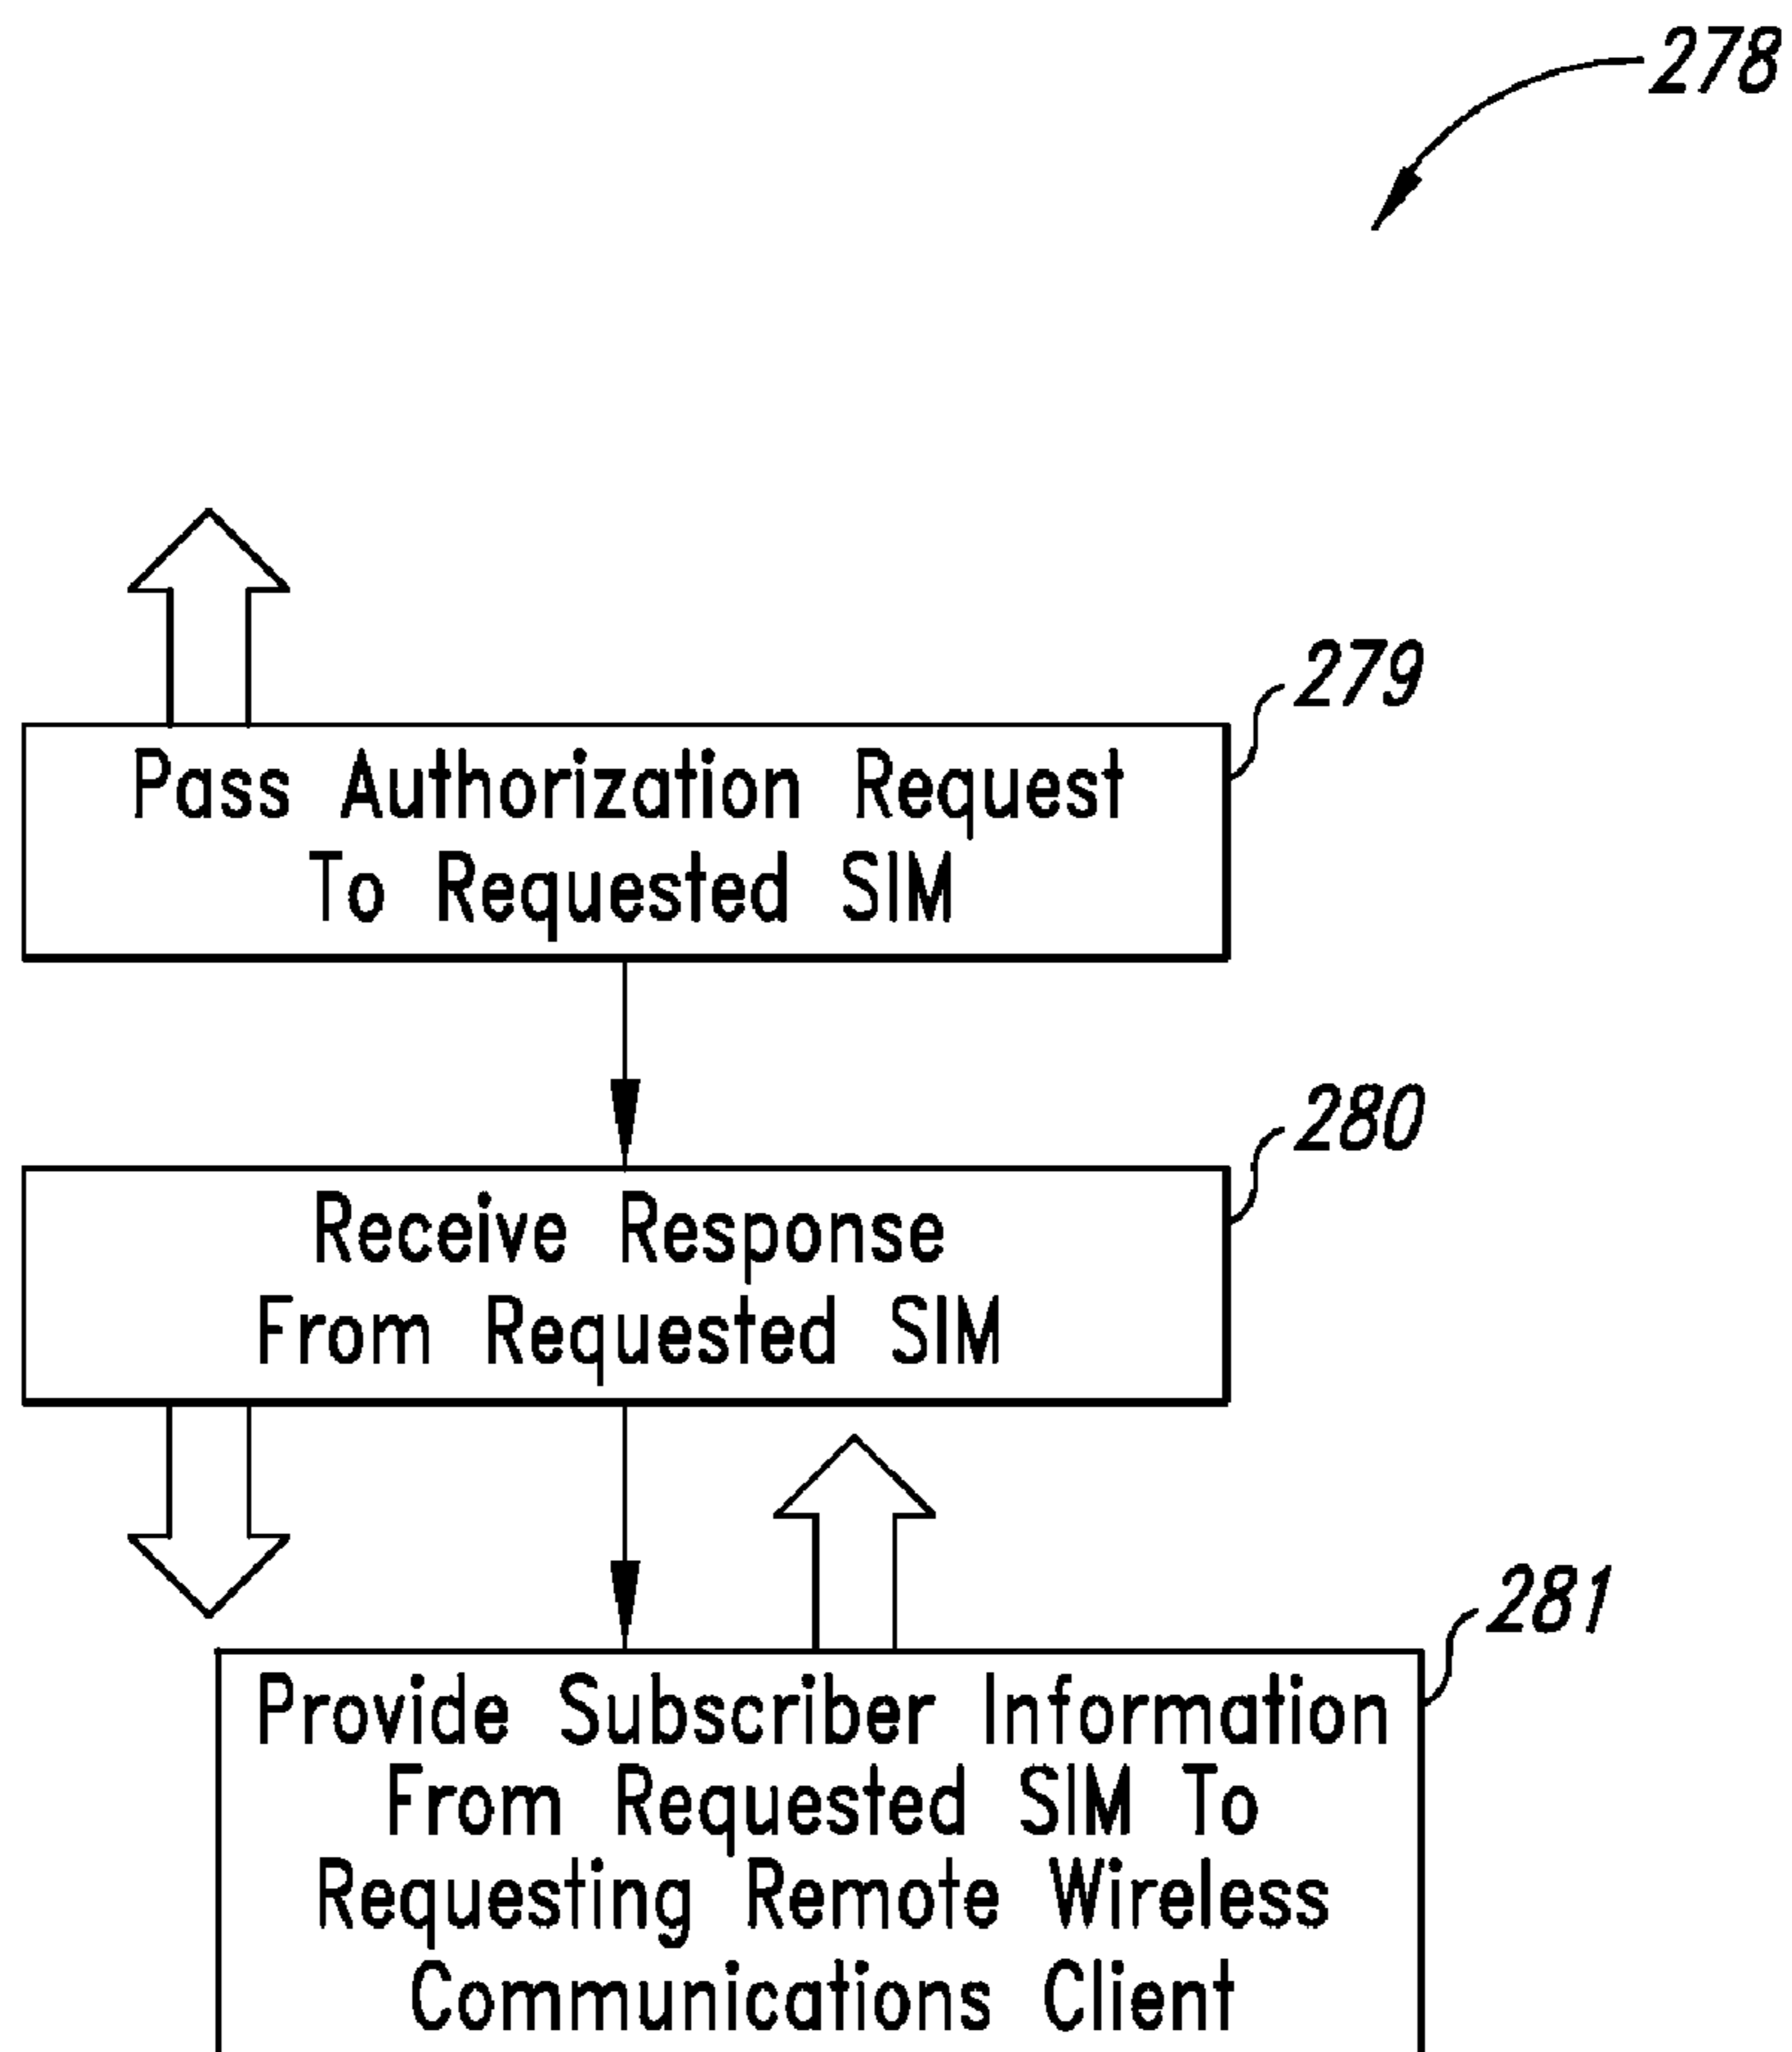 278
279
Pass Authorization Request
To Requested SIM
280
Receive Response
From Requested SIM
281
Provide Subscriber Information
From Requested SIM To
Requesting Remote Wireless
Communications Client